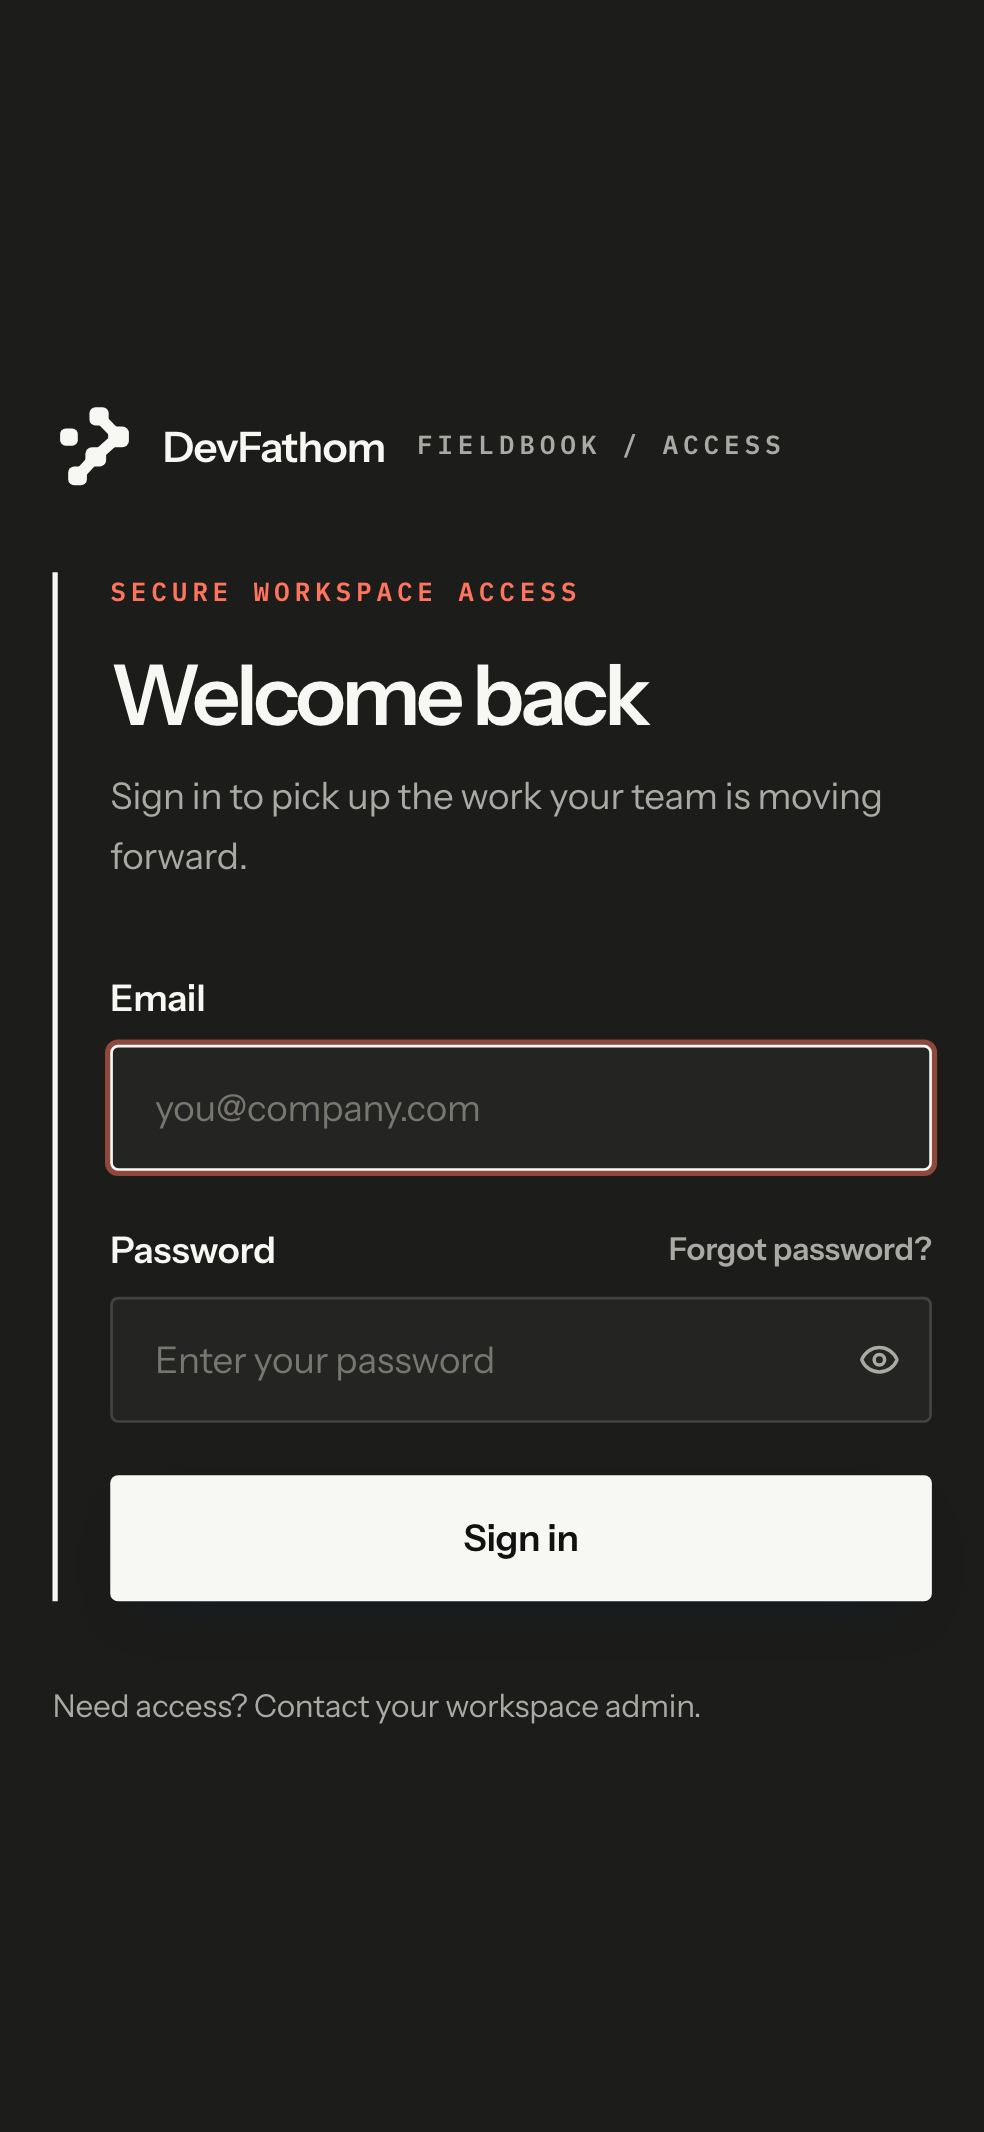 DevFathom FIELDBOOK / ACCESS
SECURE WORKSPACE ACCESS
Welcome back
Sign in to pick up the work your team is moving
forward.
Email
you@company.com
Password Forgot password?
Enter your password
Sign in
Need access? Contact your workspace admin.